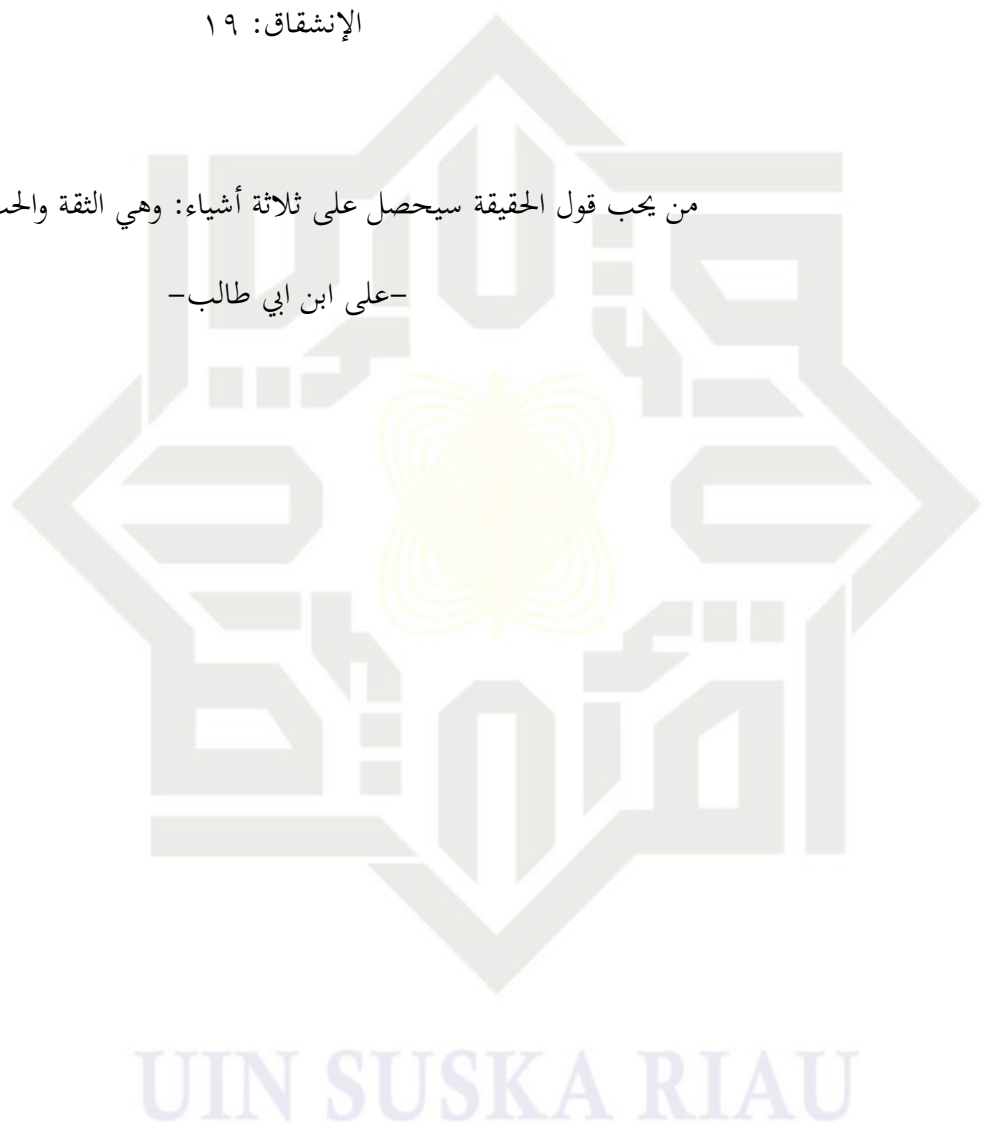 الإنشقاق: ١٩
من يحب قول الحقيقة سيحصل على ثلاثة أشياء: وهي الثقة
–على ابن ابي طالب–
UIN SUSKA RIAU